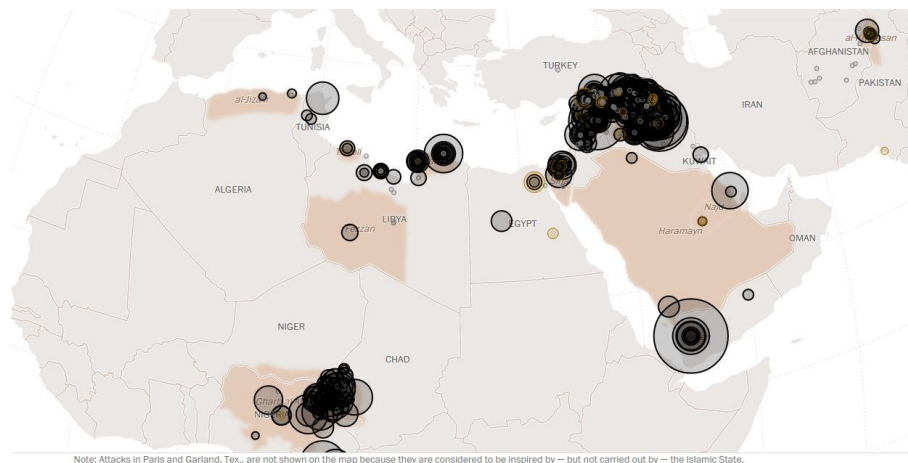 AFGHANISTAN
TURKEY
PAKISTAN
al-Jiza
IRAN
TUNISIA
KUWAIT
ALGERIA
Najd
LIBYA
Fezzan
EGYPT
Haramayn
OMAN
NIGER
CHAD
Note: Attacks in Paris and Garland, Tex., are not shown on the map because they are considered to be inspired by — but not carried out by — the Islamic State.